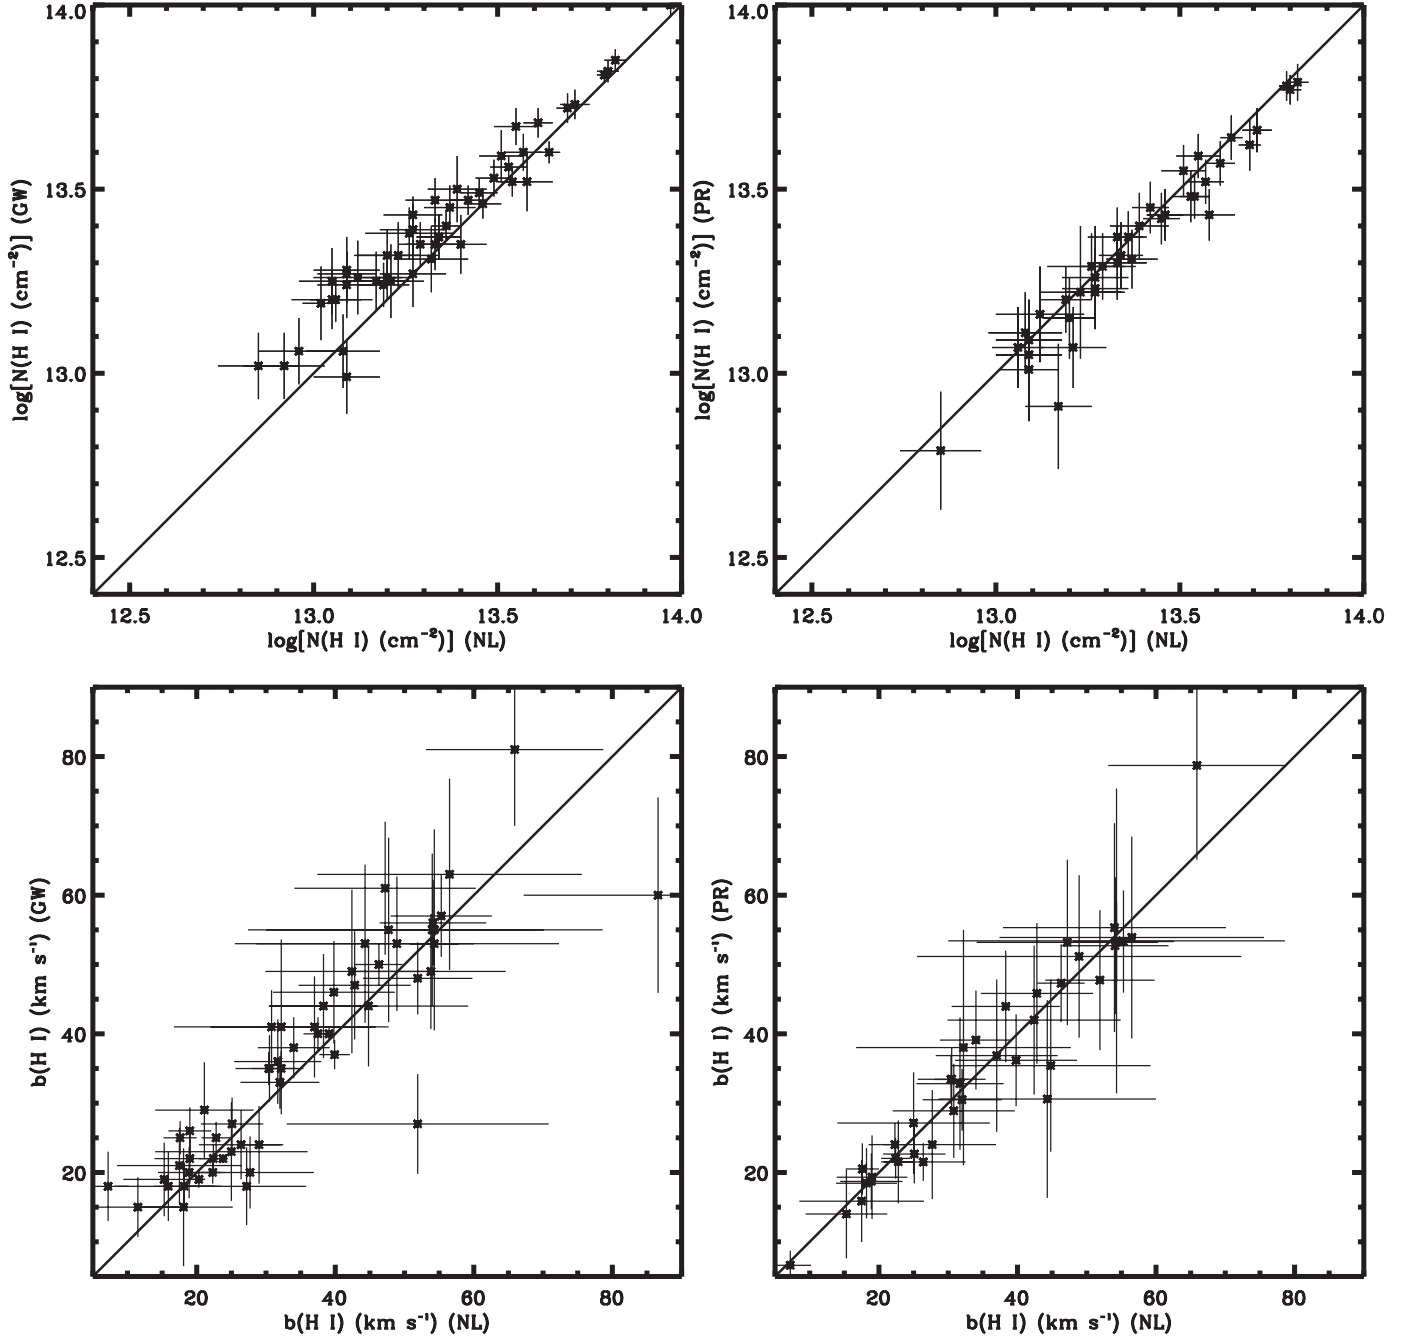 14.0
13.5
13.0
12.5
12.5 13.0 13.5 14.0
log[N(H I) (cm⁻²)] (GW)
log[N(H I) (cm⁻²)] (NL)
14.0
13.5
13.0
12.5
12.5 13.0 13.5 14.0
log[N(H I) (cm⁻²)] (PR)
log[N(H I) (cm⁻²)] (NL)
80
60
40
20
20 40 60 80
b(H I) (km s⁻¹) (GW)
b(H I) (km s⁻¹) (NL)
80
60
40
20
20 40 60 80
b(H I) (km s⁻¹) (PR)
b(H I) (km s⁻¹) (NL)